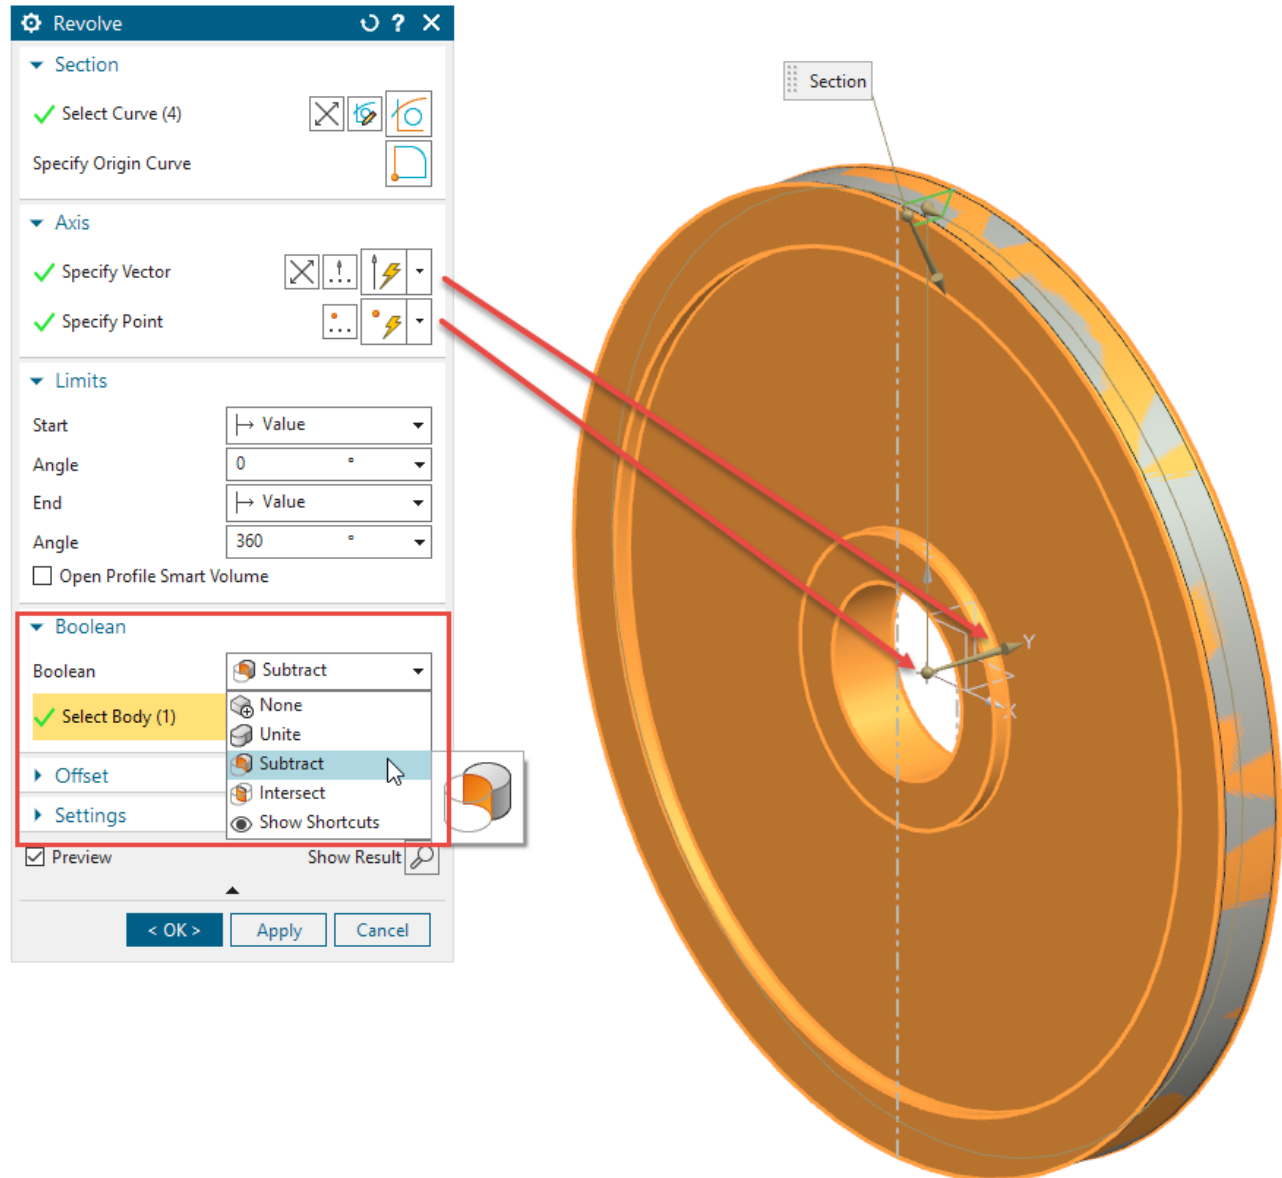 Revolve ?
Section
Select Curve (4)
Specify Origin Curve
Axis
Specify Vector
Specify Point
Limits
Start Value
Angle 0 °
End Value
Angle 360 °
Open Profile Smart Volume
Boolean
Boolean Subtract
Select Body (1)
None
Unite
Subtract
Intersect
Show Shortcuts
Offset
Settings
Preview Show Result
< OK > Apply Cancel
Section
Z
Y
X